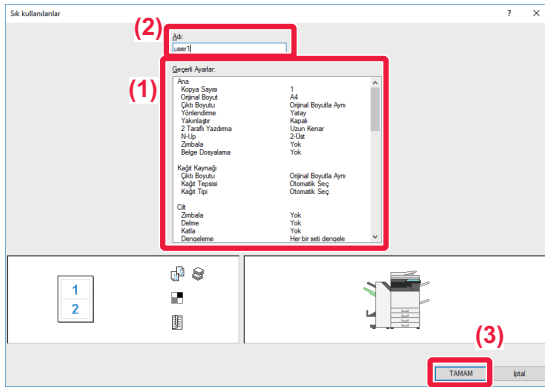 Sık kullanılanlar ? ✕
(2)
Adı:
user1
(1)
Geçerli Ayarlar:
Ana
Kopya Sayısı 1
Orijinal Boyut A4
Çıktı Boyutu Orijinal Boyutla Aynı
Yönlendirme Yatay
Yakınlaştır Kapalı
2 Taraflı Yazdırma Uzun Kenar
N-Up 2-Üst
Zımbala Yok
Belge Dosyalama Yok
Kağıt Kaynağı
Çıktı Boyutu Orijinal Boyutla Aynı
Kağıt Tepsisi Otomatik Seç
Kağıt Tipi Otomatik Seç
Cilt
Zımbala Yok
Delme Yok
Katla Yok
Dengeleme Her bir seti dengele
1
2
(3)
TAMAM İptal